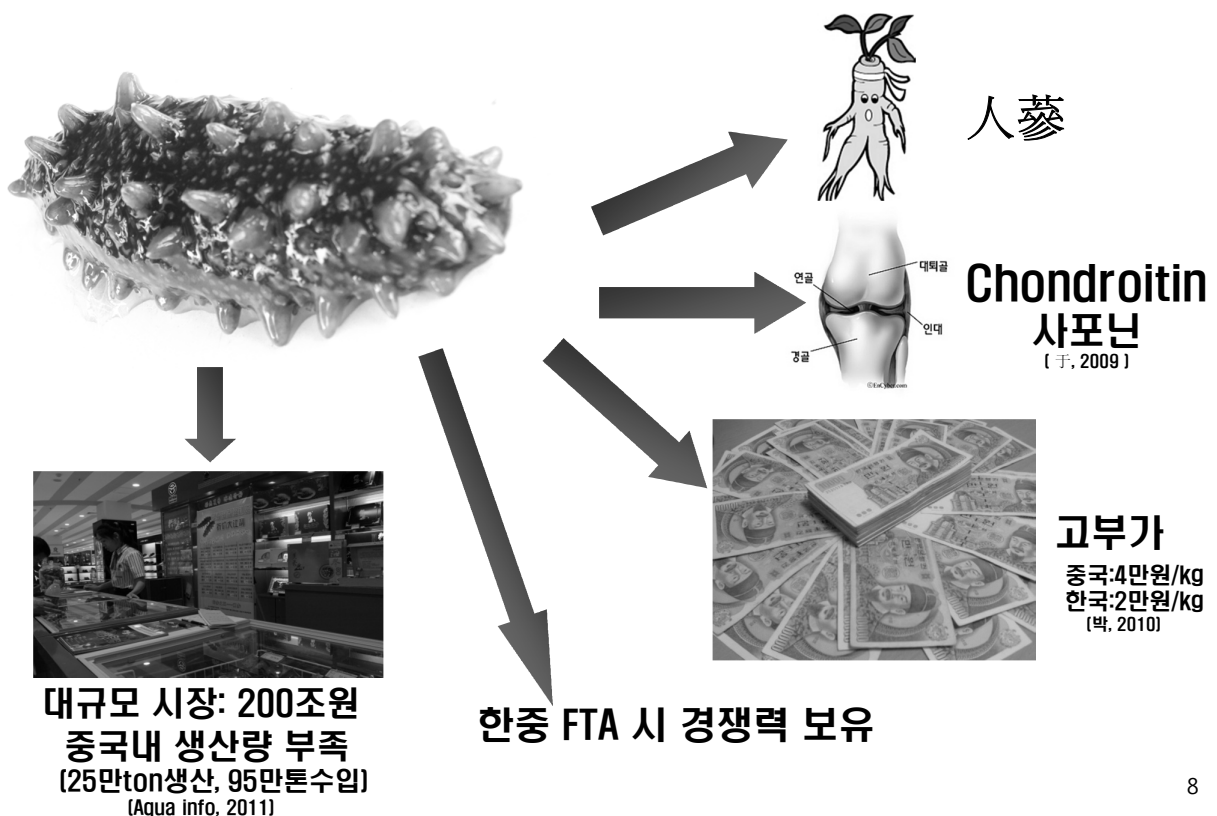 人蔘
연골
대퇴골
인대
경골
©EnCyber.com
Chondroitin
사포닌
( 于, 2009 )
고부가
중국:4만원/kg
한국:2만원/kg
(박, 2010)
대규모 시장: 200조원
중국내 생산량 부족
(25만ton생산, 95만톤수입)
(Aqua info, 2011)
한중 FTA 시 경쟁력 보유
8